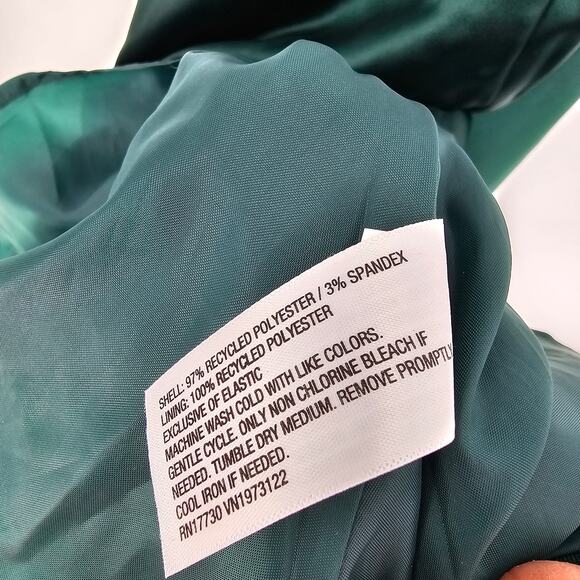 SHELL: 97% RECYCLED POLYESTER / 3% SPANDEX
LINING: 100% RECYCLED POLYESTER
EXCLUSIVE OF ELASTIC
MACHINE WASH COLD WITH LIKE COLORS.
GENTLE CYCLE. ONLY NON CHLORINE BLEACH IF
NEEDED. TUMBLE DRY MEDIUM. REMOVE PROMPTLY
COOL IRON IF NEEDED.
RN17730 VN1973122